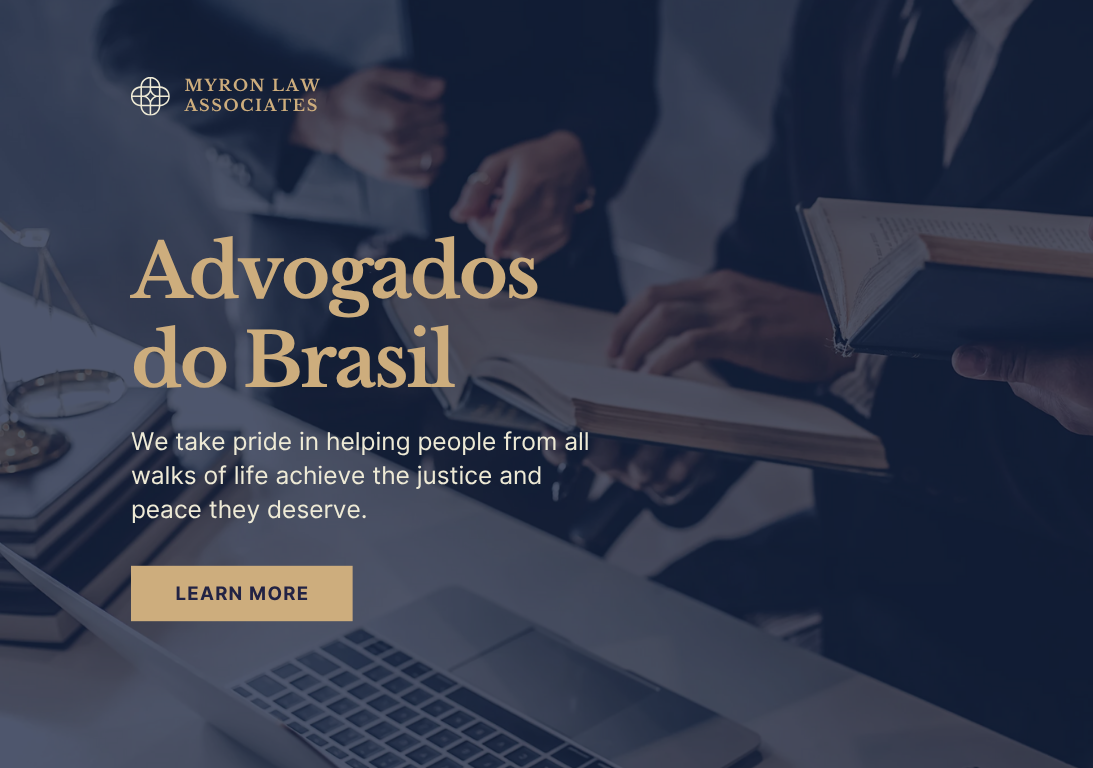 MYRON LAW
ASSOCIATES
Advogados
do Brasil
We take pride in helping people from all
walks of life achieve the justice and
peace they deserve.
LEARN MORE